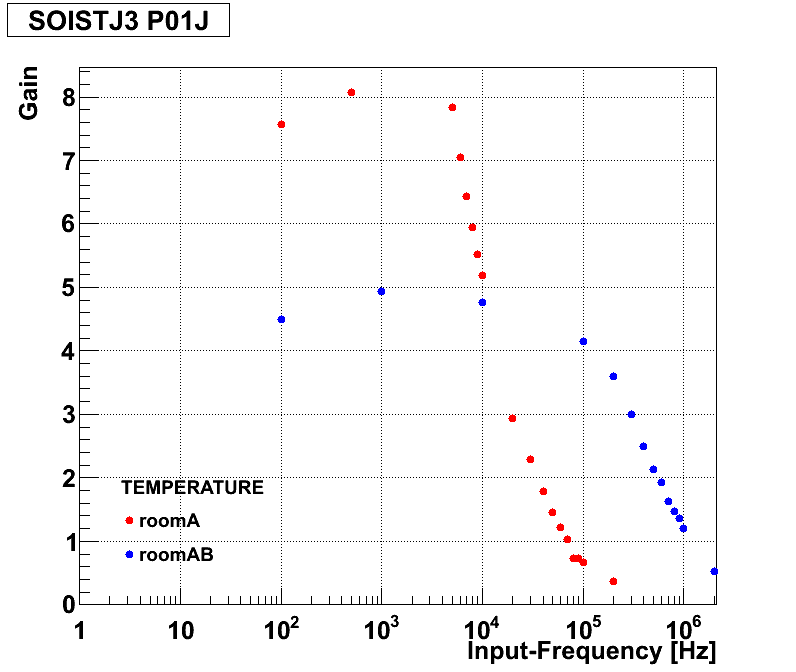 SOISTJ3 P01J
Gain
8
7
6
5
4
3
2
1
0
TEMPERATURE
roomA
roomAB
1 10 10² 10³ 10⁴ 10⁵ 10⁶
Input-Frequency [Hz]